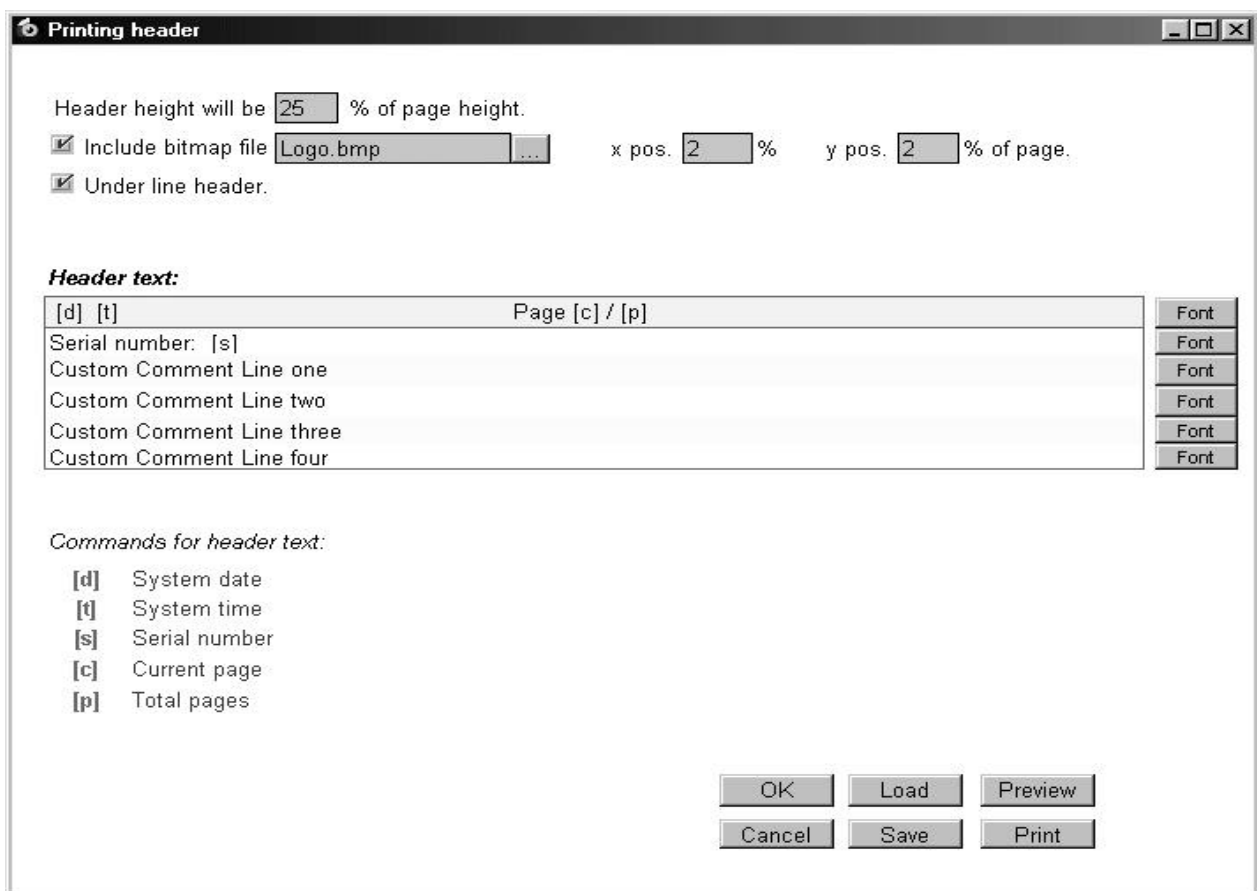 Printing header
Header height will be 25 % of page height.
Include bitmap file Logo.bmp ... x pos. 2 % y pos. 2 % of page.
Under line header.
Header text:
[d] [t] Page [c] / [p] Font
Serial number: [s] Font
Custom Comment Line one Font
Custom Comment Line two Font
Custom Comment Line three Font
Custom Comment Line four Font
Commands for header text:
[d] System date
[t] System time
[s] Serial number
[c] Current page
[p] Total pages
OK Load Preview
Cancel Save Print